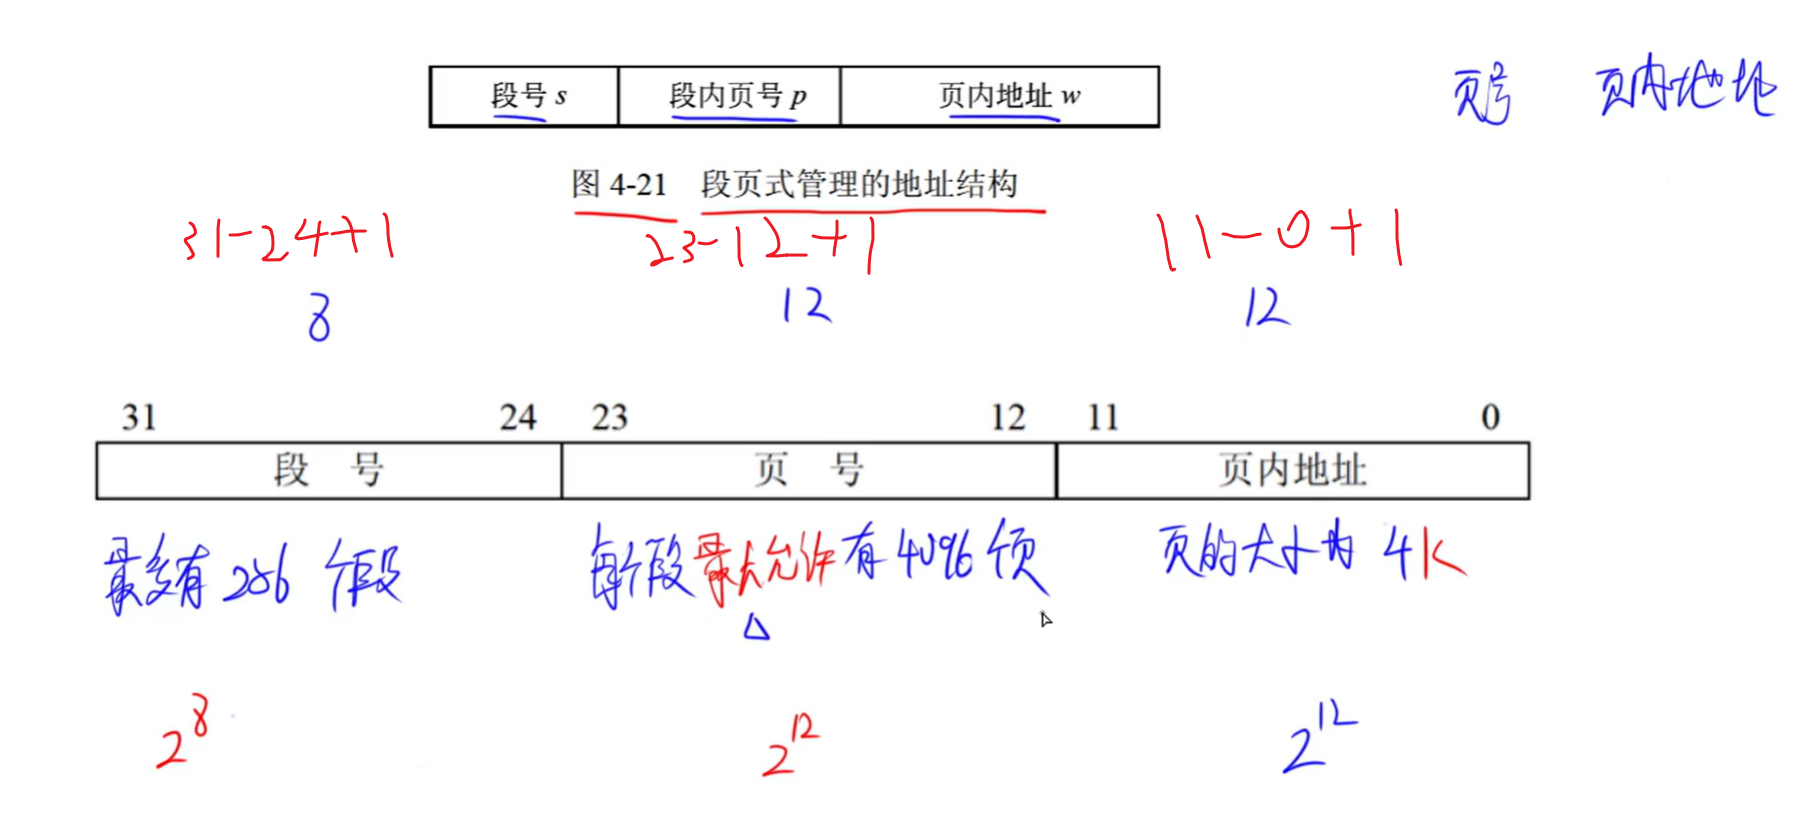 段号 s 段内页号 p 页内地址 w
页号 页内地址
图 4-21 段页式管理的地址结构
31-24+1 23-12+1 11-0+1
8 12 12
31 24 23 12 11 0
段 号 页 号 页内地址
最多有 256 个段 每个段最大允许有 4096 个页 页的大小为 4K
2^8 2^12 2^12